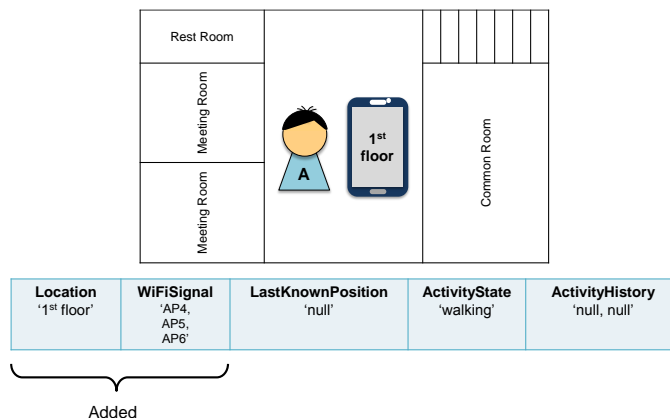 Rest Room
Meeting Room
Meeting Room
A
1st
floor
Common Room
Location
‘1st floor’
WiFiSignal
‘AP4,
AP5,
AP6’
LastKnownPosition
‘null’
ActivityState
‘walking’
ActivityHistory
‘null, null’
Added